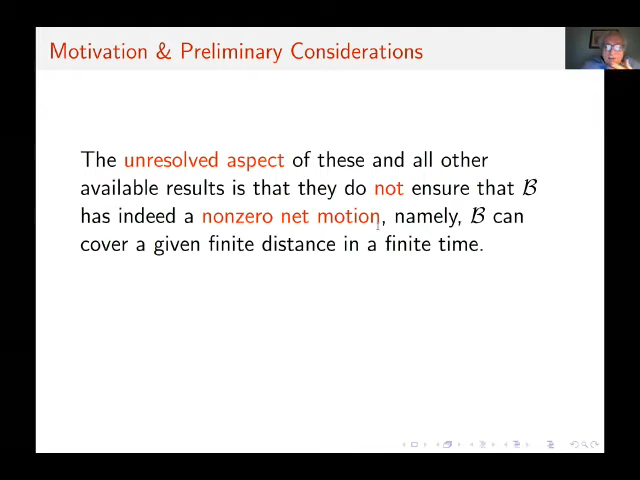 Motivation & Preliminary Considerations
The unresolved aspect of these and all other
available results is that they do not ensure that ℬ
has indeed a nonzero net motion, namely, ℬ can
cover a given finite distance in a finite time.